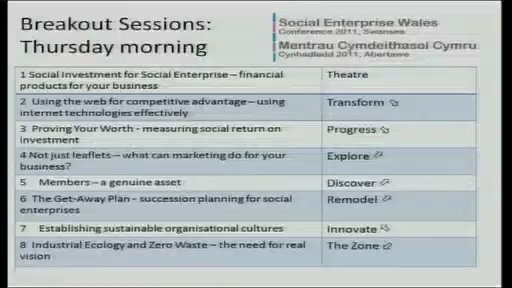 Breakout Sessions:
Thursday morning
Social Enterprise Wales
Conference 2011, Swansea
Mentrau Cymdeithasol Cymru
Cynhadledd 2011, Abertawe
1 Social Investment for Social Enterprise – financial
products for your business
Theatre
2 Using the web for competitive advantage – using
internet technologies effectively
Transform
3 Proving Your Worth - measuring social return on
investment
Progress
4 Not just leaflets – what can marketing do for your
business?
Explore
5 Members – a genuine asset
Discover
6 The Get-Away Plan - succession planning for social
enterprises
Remodel
7 Establishing sustainable organisational cultures
Innovate
8 Industrial Ecology and Zero Waste – the need for real
vision
The Zone